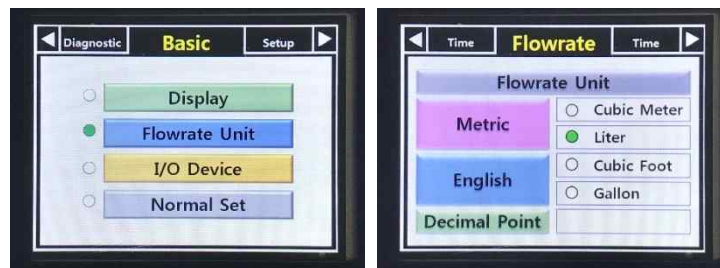 Diagnostic Basic Setup
Display
Flowrate Unit
I/O Device
Normal Set
Time Flowrate Time
Flowrate Unit
Metric
Cubic Meter
Liter
English
Cubic Foot
Gallon
Decimal Point